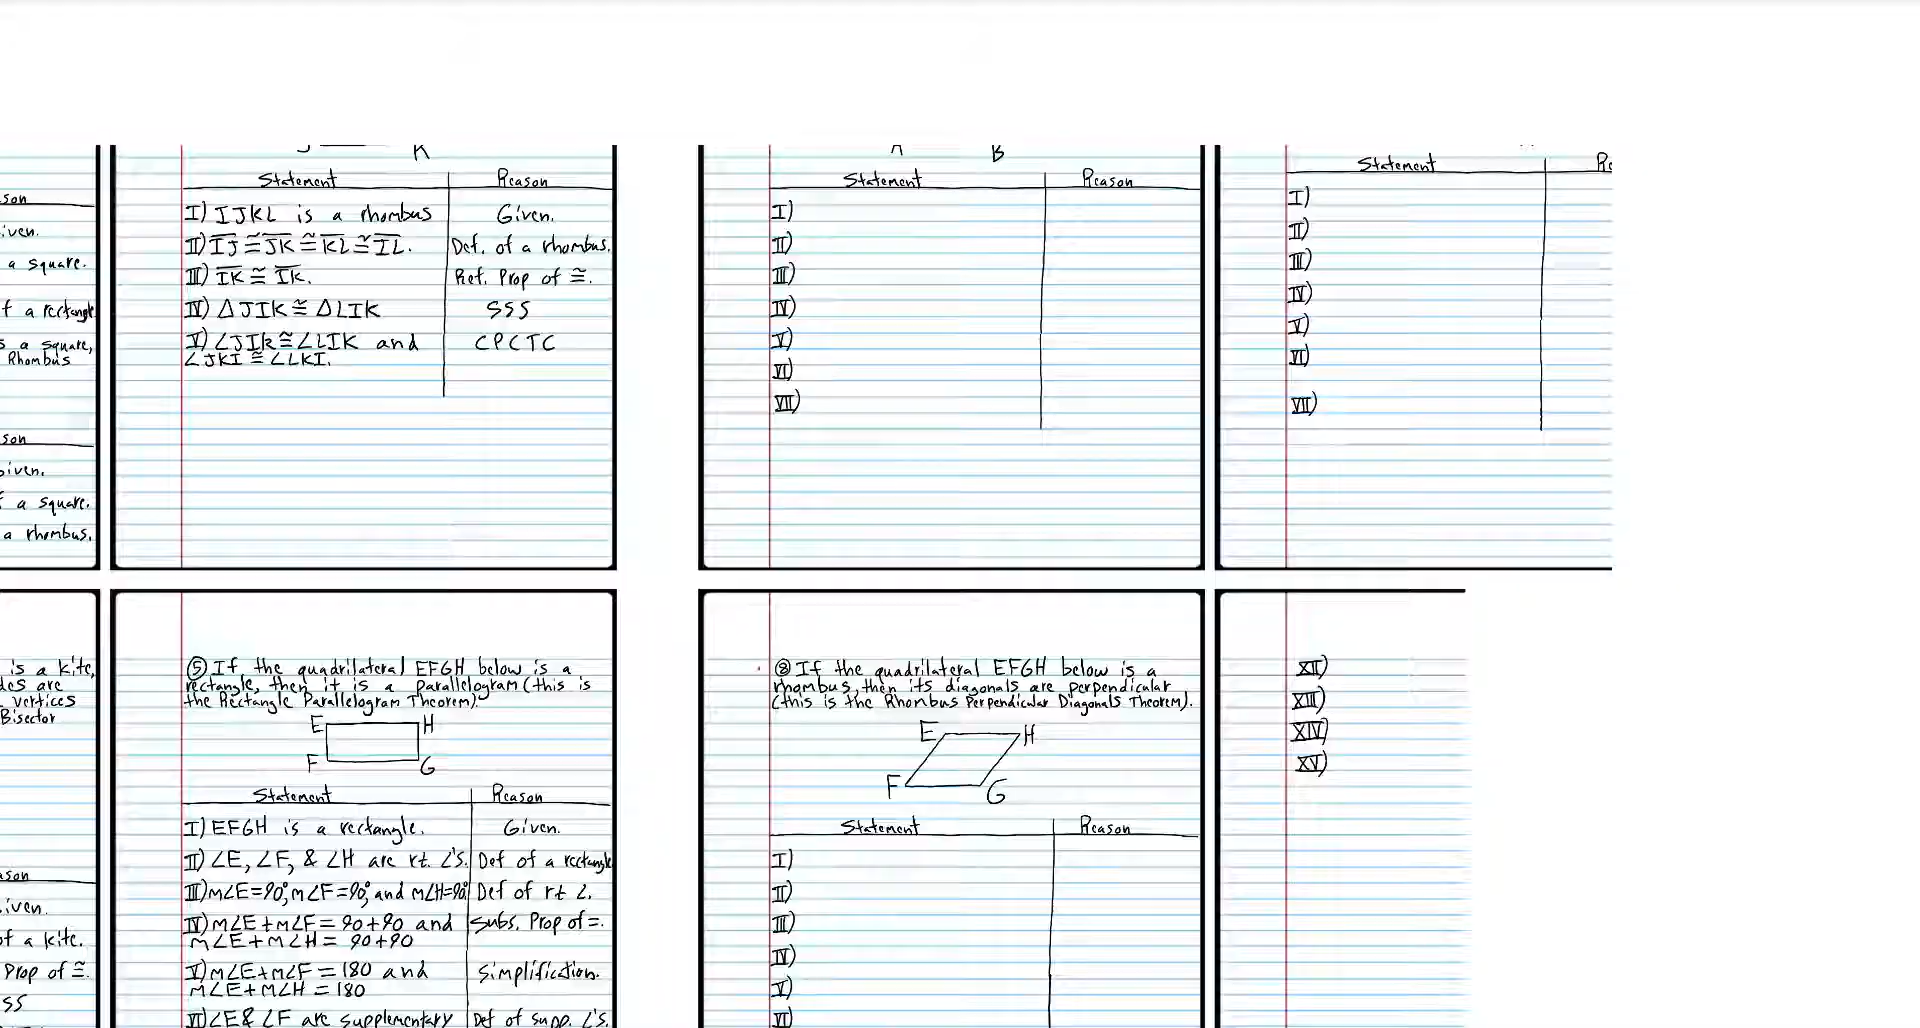 son
iven.
a square.
f a rectangle
s a square,
Rhombus
son
iven.
a square.
a rhombus.
K
Statement Reason
I) IJKL is a rhombus Given.
II) IJ ≅ JK ≅ KL ≅ IL. Def. of a rhombus.
III) IK ≅ IK. Ref. Prop of ≅.
IV) ΔJIK ≅ ΔLIK SSS
V) ∠JIK ≅ ∠LIK and CPCTC
∠JKI ≅ ∠LKI.
A B
Statement Reason
I)
II)
III)
IV)
V)
VI)
VII)
Statement Re
I)
II)
III)
IV)
V)
VI)
VII)
is a kite,
des are
vertices
Bisector
ason
iven.
of a kite.
Prop of ≅.
SS
⑤ If the quadrilateral EFGH below is a
rectangle, then it is a parallelogram (this is
the Rectangle Parallelogram Theorem).
E H
F G
Statement Reason
I) EFGH is a rectangle. Given.
II) ∠E, ∠F, & ∠H are rt. ∠'s. Def of a rectangle
III) m∠E=90°, m∠F=90°, and m∠H=90° Def of rt ∠.
IV) m∠E+m∠F = 90+90 and Subs. Prop of =.
m∠E+m∠H = 90+90
V) m∠E+m∠F = 180 and Simplification.
m∠E+m∠H = 180
VI) ∠E & ∠F are supplementary Def of supp. ∠'s.
⑧ If the quadrilateral EFGH below is a
rhombus, then its diagonals are perpendicular
(this is the Rhombus Perpendicular Diagonals Theorem).
E H
F G
Statement Reason
I)
II)
III)
IV)
V)
VI)
XII)
XIII)
XIV)
XV)